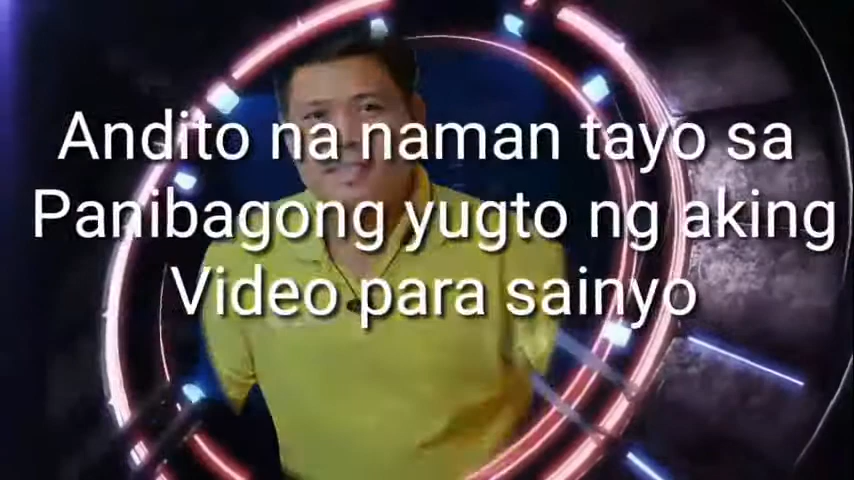 Andito na naman tayo sa
Panibagong yugto ng aking
Video para sainyo